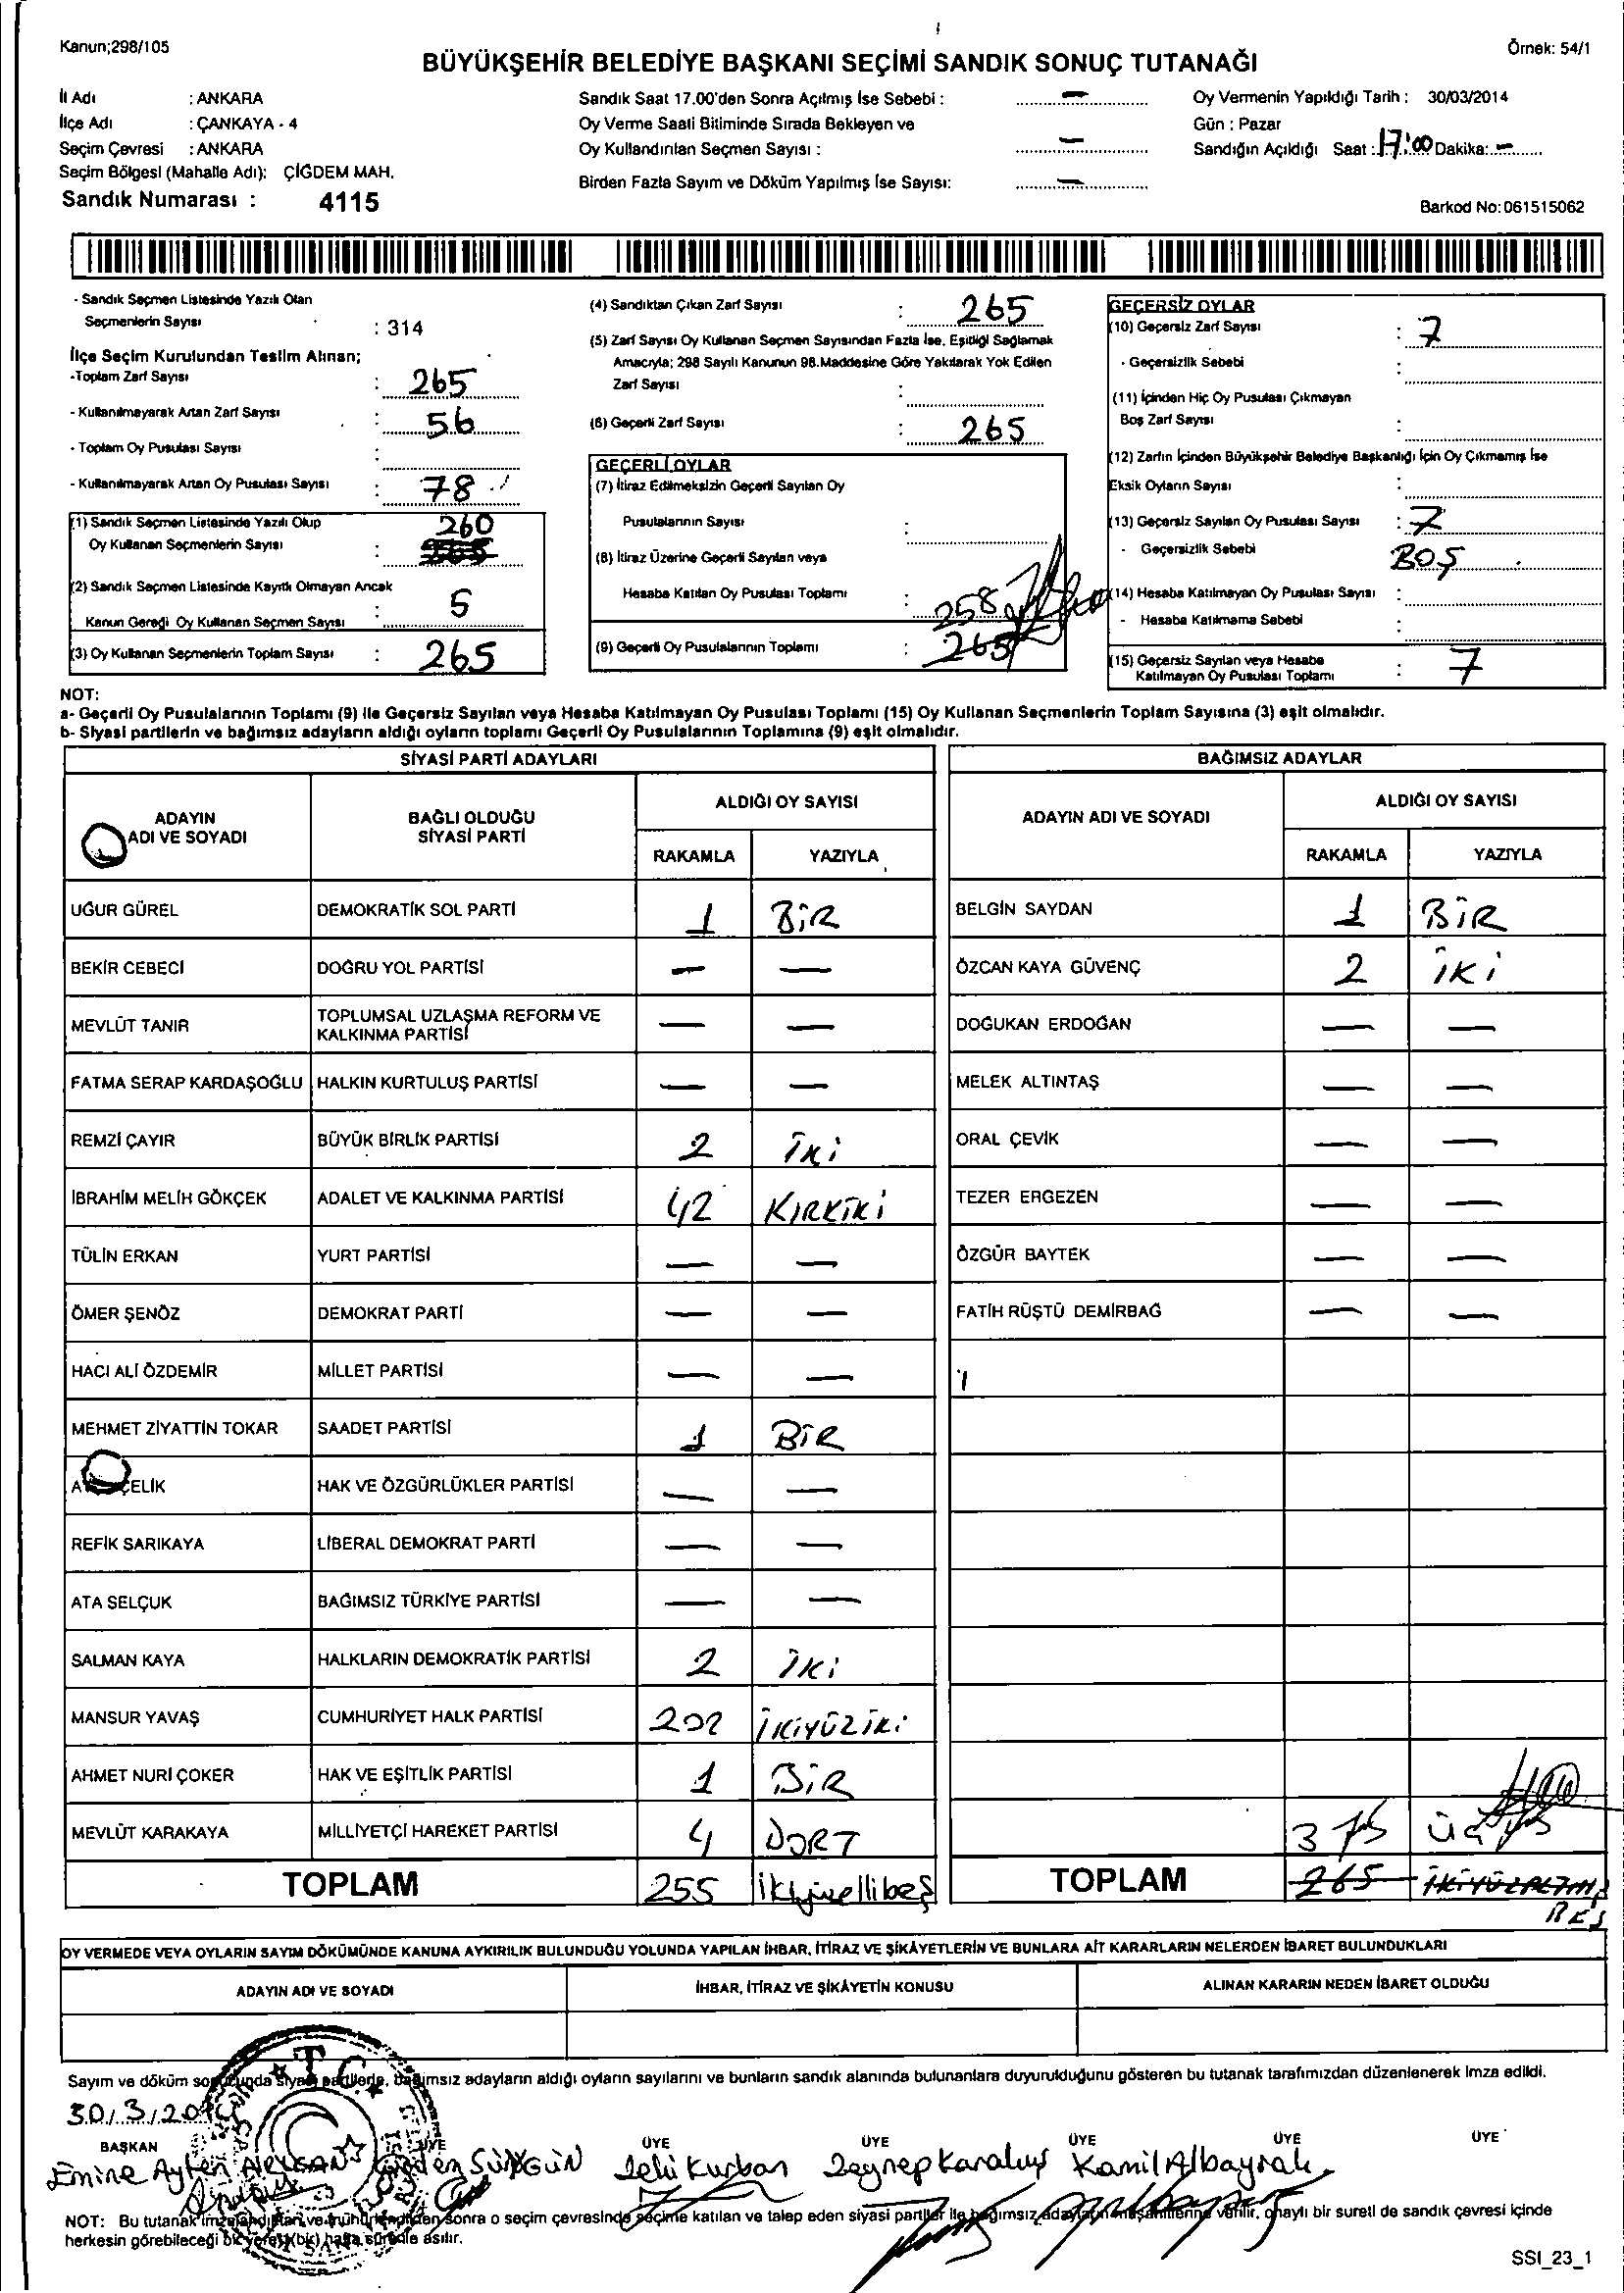 Kanun;298/105
Örnek: 54/1
BÜYÜKŞEHİR BELEDİYE BAŞKANI SEÇİMİ SANDIK SONUÇ TUTANAĞI
İl Adı : ANKARA
İlçe Adı : ÇANKAYA - 4
Seçim Çevresi : ANKARA
Seçim Bölgesi (Mahalle Adı): ÇİĞDEM MAH.
Sandık Numarası : 4115
Sandık Saat 17.00'den Sonra Açılmış İse Sebebi : —
Oy Verme Saati Bitiminde Sırada Bekleyen ve
Oy Kullandırılan Seçmen Sayısı : —
Birden Fazla Sayım ve Döküm Yapılmış İse Sayısı: —
Oy Vermenin Yapıldığı Tarih : 30/03/2014
Gün : Pazar
Sandığın Açıldığı Saat : 17:00 Dakika: —
Barkod No:061515062
- Sandık Seçmen Listesinde Yazılı Olan
Seçmenlerin Sayısı : 314
İlçe Seçim Kurulundan Teslim Alınan;
-Toplam Zarf Sayısı : 265
- Kullanılmayarak Artan Zarf Sayısı : 56
- Toplam Oy Pusulası Sayısı :
- Kullanılmayarak Artan Oy Pusulası Sayısı : 78
(1) Sandık Seçmen Listesinde Yazılı Olup 260
Oy Kullanan Seçmenlerin Sayısı : 265
(2) Sandık Seçmen Listesinde Kayıtlı Olmayan Ancak
Kanun Gereği Oy Kullanan Seçmen Sayısı : 5
(3) Oy Kullanan Seçmenlerin Toplam Sayısı : 265
(4) Sandıktan Çıkan Zarf Sayısı : 265
(5) Zarf Sayısı Oy Kullanan Seçmen Sayısından Fazla İse, Eşitliği Sağlamak
Amacıyla; 298 Sayılı Kanunun 98.Maddesine Göre Yakılarak Yok Edilen
Zarf Sayısı :
(6) Geçerli Zarf Sayısı : 265
GEÇERLİ OYLAR
(7) İtiraz Edilmeksizin Geçerli Sayılan Oy
Pusulalarının Sayısı :
(8) İtiraz Üzerine Geçerli Sayılan veya
Hesaba Katılan Oy Pusulası Toplamı : 258
(9) Geçerli Oy Pusulalarının Toplamı : 265
GEÇERSİZ OYLAR
(10) Geçersiz Zarf Sayısı : 7
- Geçersizlik Sebebi :
(11) İçinden Hiç Oy Pusulası Çıkmayan
Boş Zarf Sayısı :
(12) Zarfın İçinden Büyükşehir Belediye Başkanlığı İçin Oy Çıkmamış İse
Eksik Oyların Sayısı :
(13) Geçersiz Sayılan Oy Pusulası Sayısı : 7
- Geçersizlik Sebebi BOŞ
(14) Hesaba Katılmayan Oy Pusulası Sayısı :
- Hesaba Katılmama Sebebi :
(15) Geçersiz Sayılan veya Hesaba
Katılmayan Oy Pusulası Toplamı : 7
NOT:
a- Geçerli Oy Pusulalarının Toplamı (9) ile Geçersiz Sayılan veya Hesaba Katılmayan Oy Pusulası Toplamı (15) Oy Kullanan Seçmenlerin Toplam Sayısına (3) eşit olmalıdır.
b- Siyasi partilerin ve bağımsız adayların aldığı oyların toplamı Geçerli Oy Pusulalarının Toplamına (9) eşit olmalıdır.
SİYASİ PARTİ ADAYLARI
ADAYIN ADI VE SOYADI BAĞLI OLDUĞU SİYASİ PARTİ ALDIĞI OY SAYISI
RAKAMLA YAZIYLA
UĞUR GÜREL DEMOKRATİK SOL PARTİ 1 BİR
BEKİR CEBECİ DOĞRU YOL PARTİSİ — —
MEVLÜT TANIR TOPLUMSAL UZLAŞMA REFORM VE KALKINMA PARTİSİ — —
FATMA SERAP KARDAŞOĞLU HALKIN KURTULUŞ PARTİSİ — —
REMZİ ÇAYIR BÜYÜK BİRLİK PARTİSİ 2 İKİ
İBRAHİM MELİH GÖKÇEK ADALET VE KALKINMA PARTİSİ 42 KIRKİKİ
TÜLİN ERKAN YURT PARTİSİ — —
ÖMER ŞENÖZ DEMOKRAT PARTİ — —
HACI ALİ ÖZDEMİR MİLLET PARTİSİ — —
MEHMET ZİYATTİN TOKAR SAADET PARTİSİ 1 BİR
ÇELİK HAK VE ÖZGÜRLÜKLER PARTİSİ — —
REFİK SARIKAYA LİBERAL DEMOKRAT PARTİ — —
ATA SELÇUK BAĞIMSIZ TÜRKİYE PARTİSİ — —
SALMAN KAYA HALKLARIN DEMOKRATİK PARTİSİ 2 İKİ
MANSUR YAVAŞ CUMHURİYET HALK PARTİSİ 202 İKİYÜZİKİ
AHMET NURİ ÇOKER HAK VE EŞİTLİK PARTİSİ 1 BİR
MEVLÜT KARAKAYA MİLLİYETÇİ HAREKET PARTİSİ 4 DÖRT
TOPLAM 255 ikiyüzellibeş
BAĞIMSIZ ADAYLAR
ADAYIN ADI VE SOYADI ALDIĞI OY SAYISI
RAKAMLA YAZIYLA
BELGİN SAYDAN 1 BİR
ÖZCAN KAYA GÜVENÇ 2 İKİ
DOĞUKAN ERDOĞAN — —
MELEK ALTINTAŞ — —
ORAL ÇEVİK — —
TEZER ERGEZEN — —
ÖZGÜR BAYTEK — —
FATİH RÜŞTÜ DEMİRBAĞ — —
3 ÜÇ
TOPLAM 265 İKİYÜZALTMIŞ
BEŞ
OY VERMEDE VEYA OYLARIN SAYIM DÖKÜMÜNDE KANUNA AYKIRILIK BULUNDUĞU YOLUNDA YAPILAN İHBAR, İTİRAZ VE ŞİKÂYETLERİN VE BUNLARA AİT KARARLARIN NELERDEN İBARET BULUNDUKLARI
ADAYIN ADI VE SOYADI İHBAR, İTİRAZ VE ŞİKÂYETİN KONUSU ALINAN KARARIN NEDEN İBARET OLDUĞU
Sayım ve döküm sonucunda siyasi partilerle, bağımsız adayların aldığı oyların sayılarını ve bunların sandık alanında bulunanlara duyurulduğunu gösteren bu tutanak tarafımızdan düzenlenerek imza edildi.
30/3/2014
T.C.
BAŞKAN ÜYE ÜYE ÜYE ÜYE ÜYE ÜYE
Emine Ayten SÜNGÜN Zeki Kurban Zeynep Karakuş Kamil Albayrak
NOT: Bu tutanak imzalandıktan ve mühürlendikten sonra o seçim çevresinde seçime katılan ve talep eden siyasi partiler ile bağımsız adayların müşahitlerine verilir, onaylı bir sureti de sandık çevresi içinde
herkesin görebileceği bir yere (bir) hafta süreyle asılır.
SSI_23_1